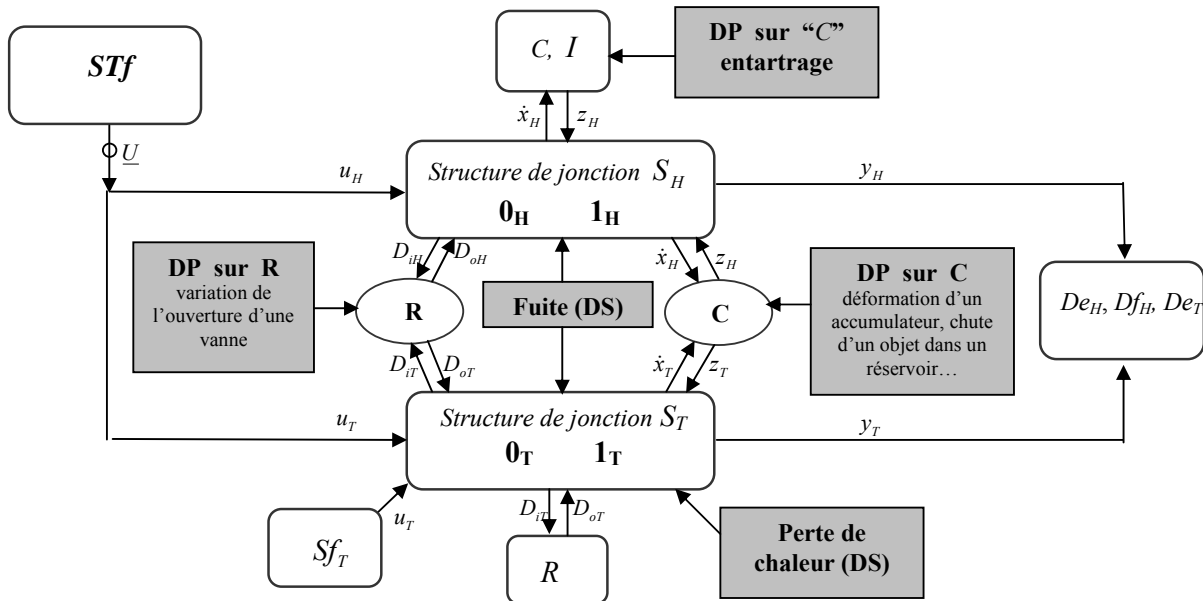 STf
C, I
DP sur “C”
entartrage
U
ẋ_H
z_H
u_H
Structure de jonction S_H
0_H 1_H
y_H
D_iH
D_oH
ẋ_H
z_H
DP sur R
variation de
l’ouverture d’une
vanne
R
Fuite (DS)
C
DP sur C
déformation d’un
accumulateur, chute
d’un objet dans un
réservoir…
De_H, Df_H, De_T
D_iT
D_oT
ẋ_T
z_T
u_T
Structure de jonction S_T
0_T 1_T
y_T
u_T
Sf_T
D_iT
D_oT
R
Perte de
chaleur (DS)